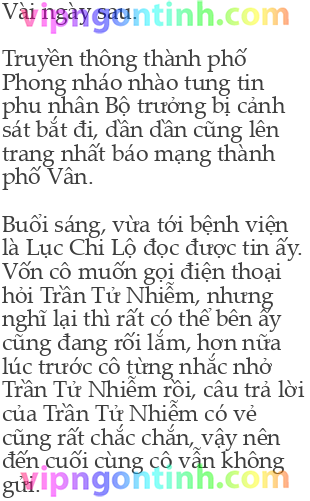 Vài ngày sau.
vipngontinh.com
Truyền thông thành phố
Phong nháo nhào tung tin
phu nhân Bộ trưởng bị cảnh
sát bắt đi, dần dần cũng lên
trang nhất báo mạng thành
phố Vân.
Buổi sáng, vừa tới bệnh viện
là Lục Chi Lộ đọc được tin ấy.
Vốn cô muốn gọi điện thoại
hỏi Trần Tử Nhiễm, nhưng
nghĩ lại thì rất có thể bên ấy
cũng đang rối lắm, hơn nữa
lúc trước cô từng nhắc nhở
Trần Tử Nhiễm rồi, câu trả lời
của Trần Tử Nhiễm có vẻ
cũng rất chắc chắn, vậy nên
đến cuối cùng cô vẫn không
gửi.
vipngontinh.com